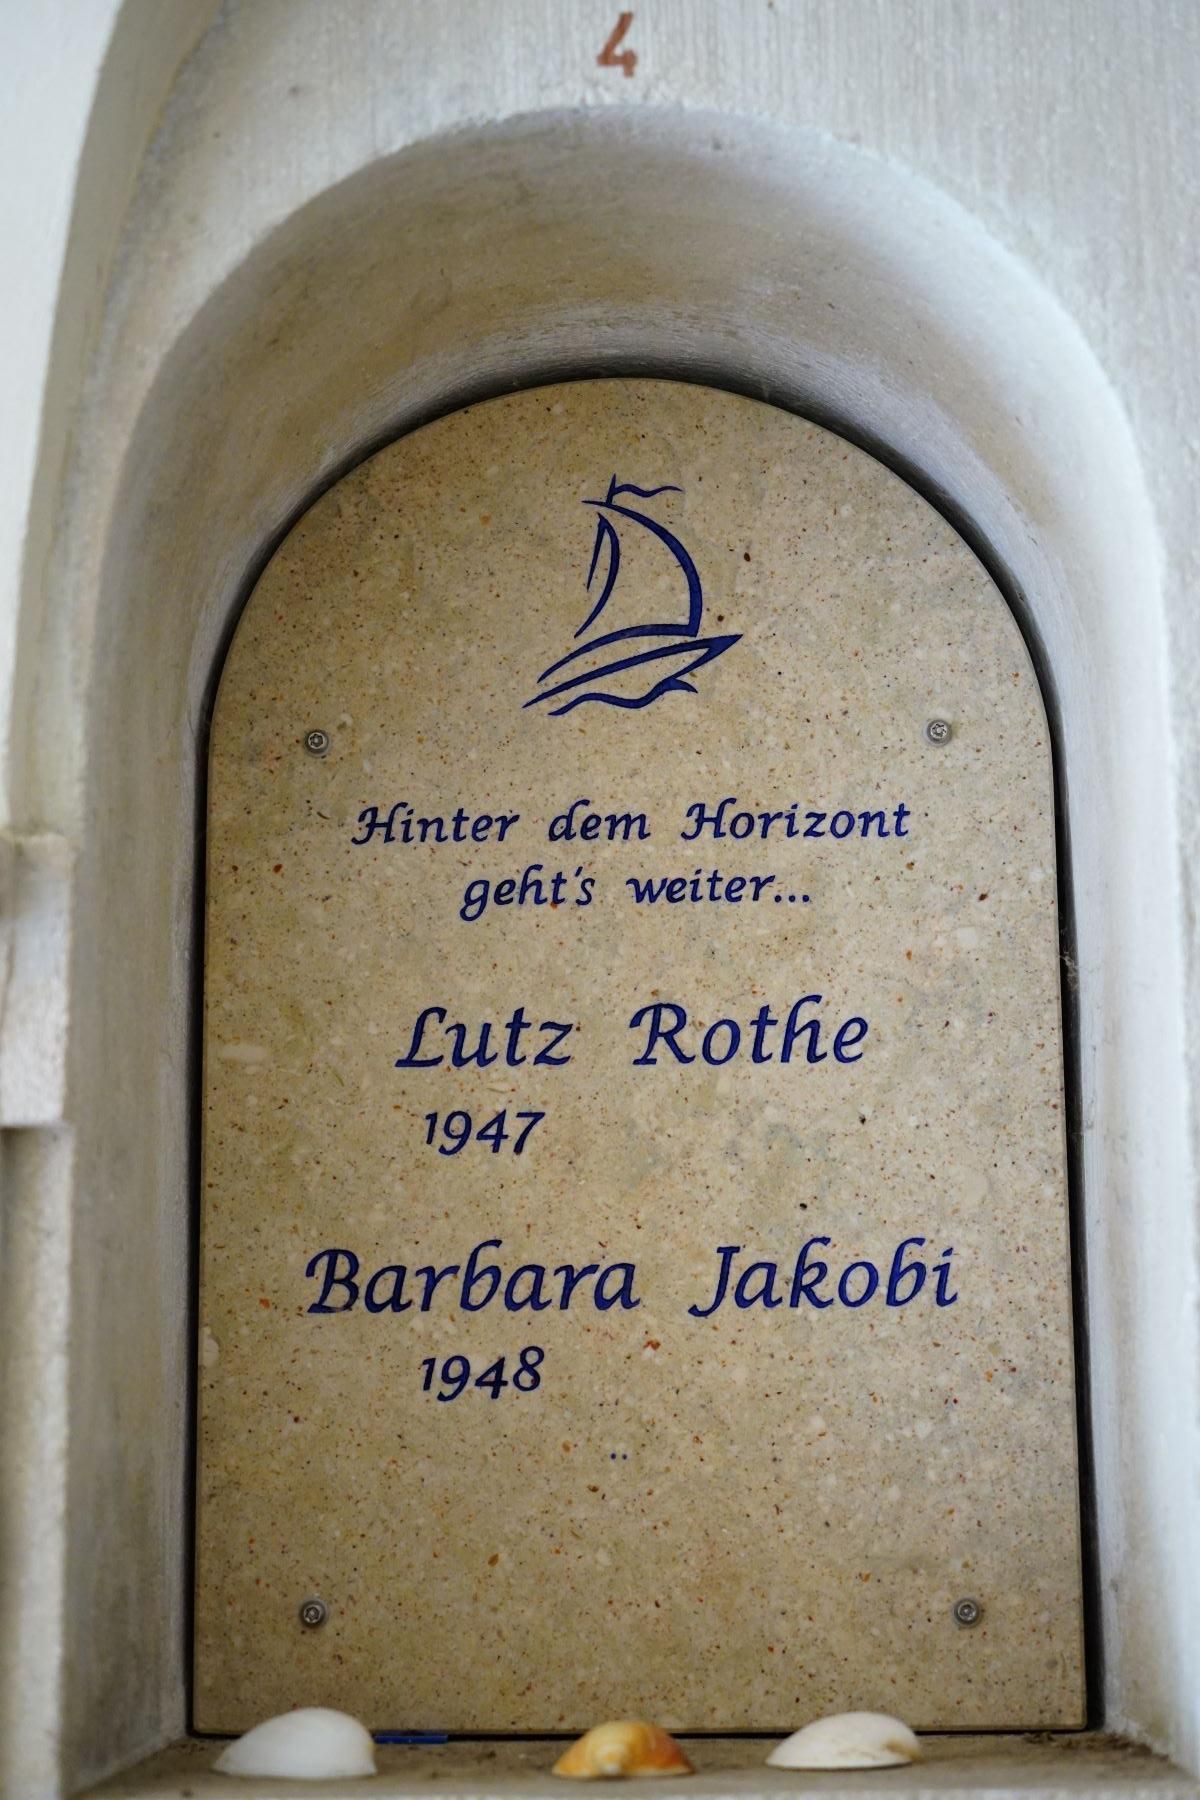 4
Hinter dem Horizont
geht's weiter...
Lutz Rothe
1947
Barbara Jakobi
1948
..